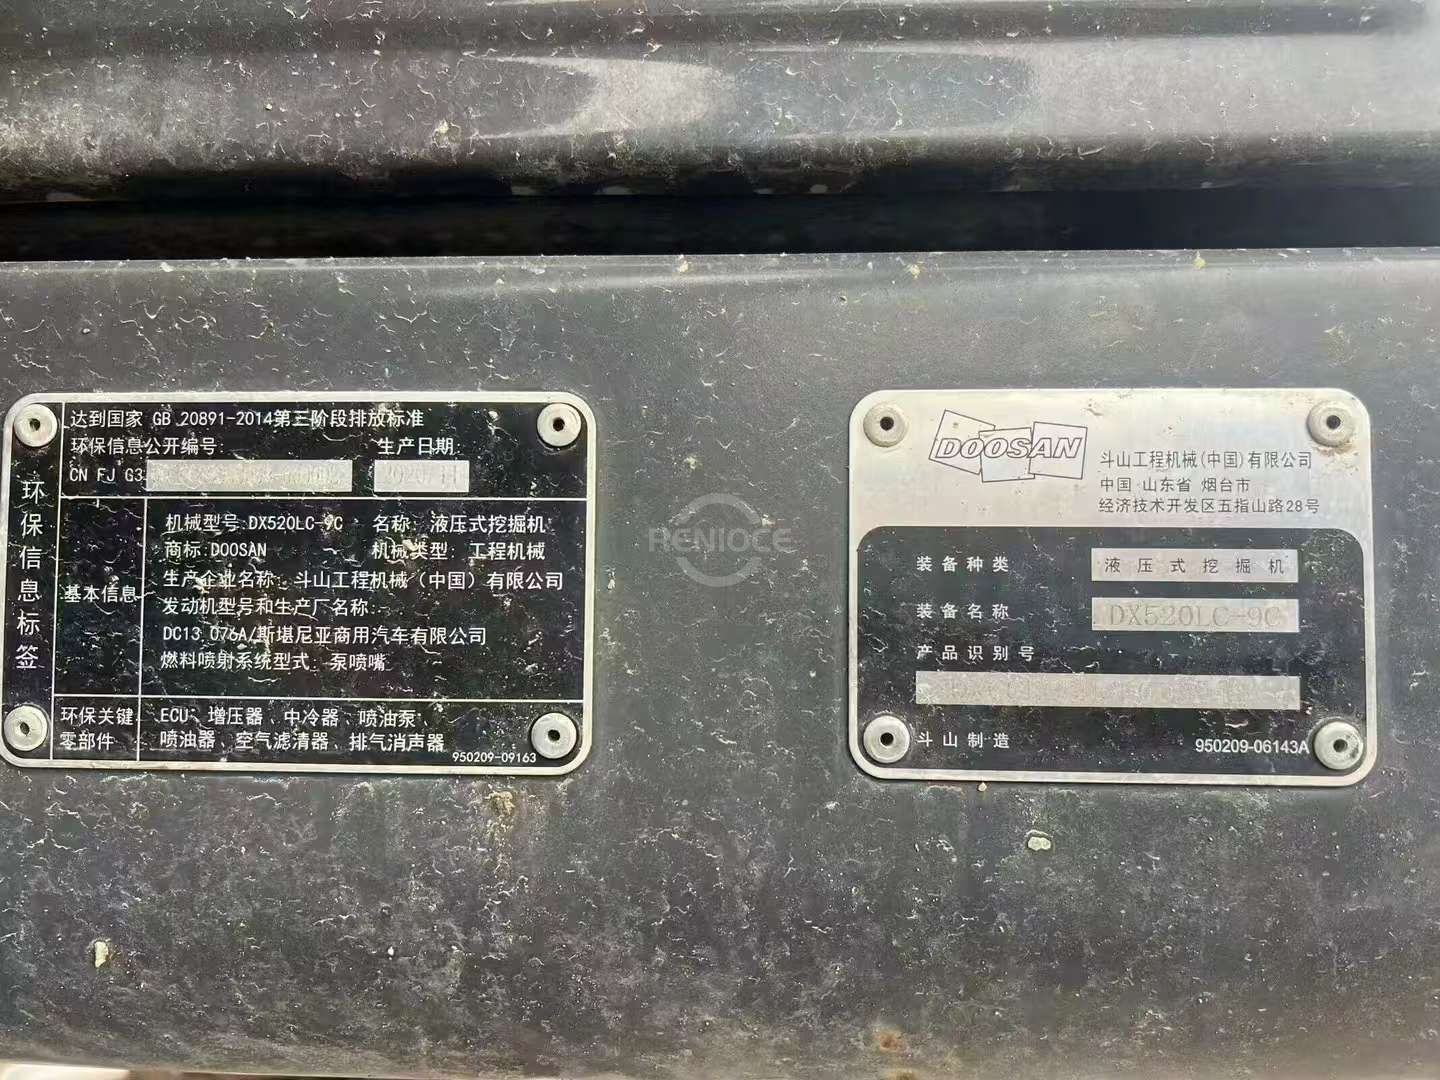 环保信息标签
达到国家 GB 20891-2014第三阶段排放标准
环保信息公开编号:
生产日期:
CN FJ G3
2020/11
基本信息
机械型号:DX520LC-9C 名称: 液压式挖掘机
商标:DOOSAN 机械类型: 工程机械
生产企业名称: 斗山工程机械 (中国) 有限公司
发动机型号和生产厂名称:
DC13 076A/斯堪尼亚商用汽车有限公司
燃料喷射系统型式: 泵喷嘴
环保关键零部件
ECU、增压器、中冷器、喷油泵、
喷油器、空气滤清器、排气消声器
950209-09163
RENIOCE
DOOSAN
斗山工程机械(中国)有限公司
中国 山东省 烟台市
经济技术开发区五指山路28号
装备种类 液压式挖掘机
装备名称 DX520LC-9C
产品识别号
斗山制造 950209-06143A